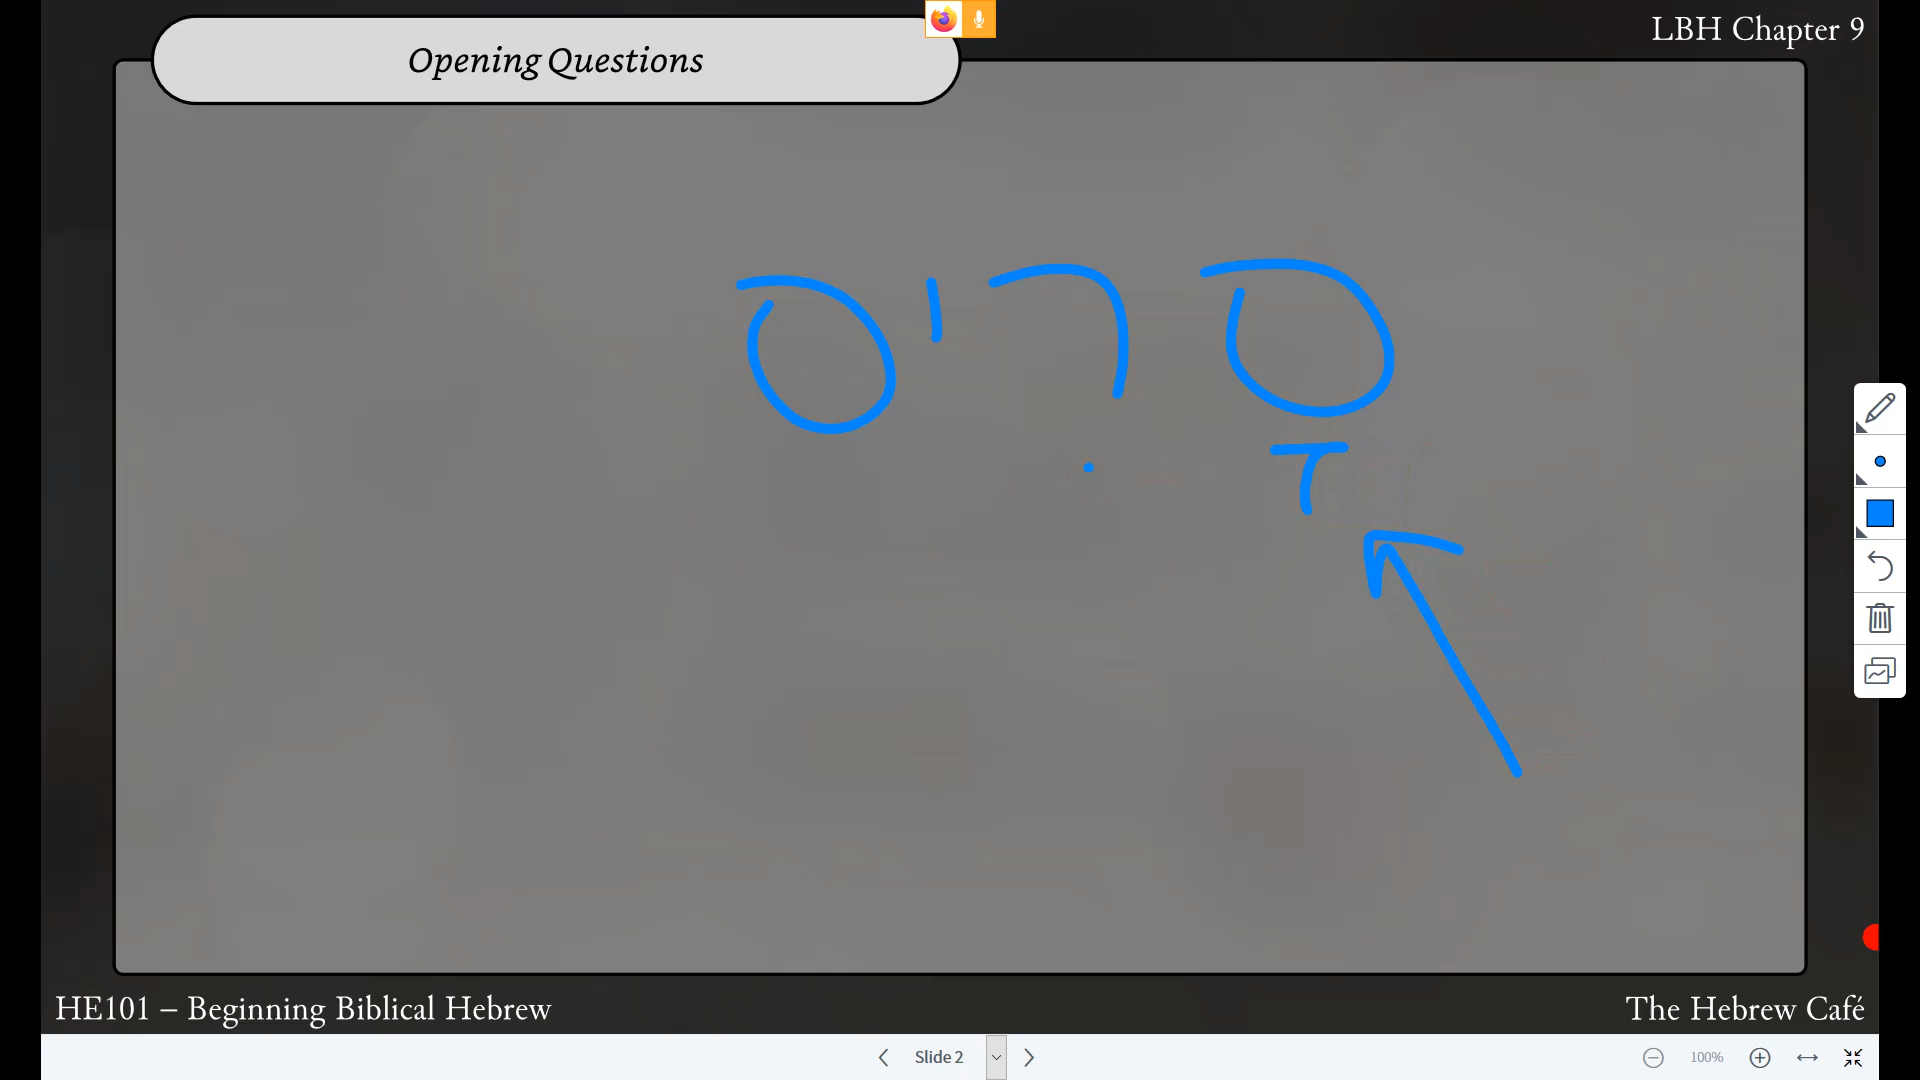 LBH Chapter 9
Opening Questions
סָרִיס
HE101 – Beginning Biblical Hebrew
The Hebrew Café
Slide 2
100%